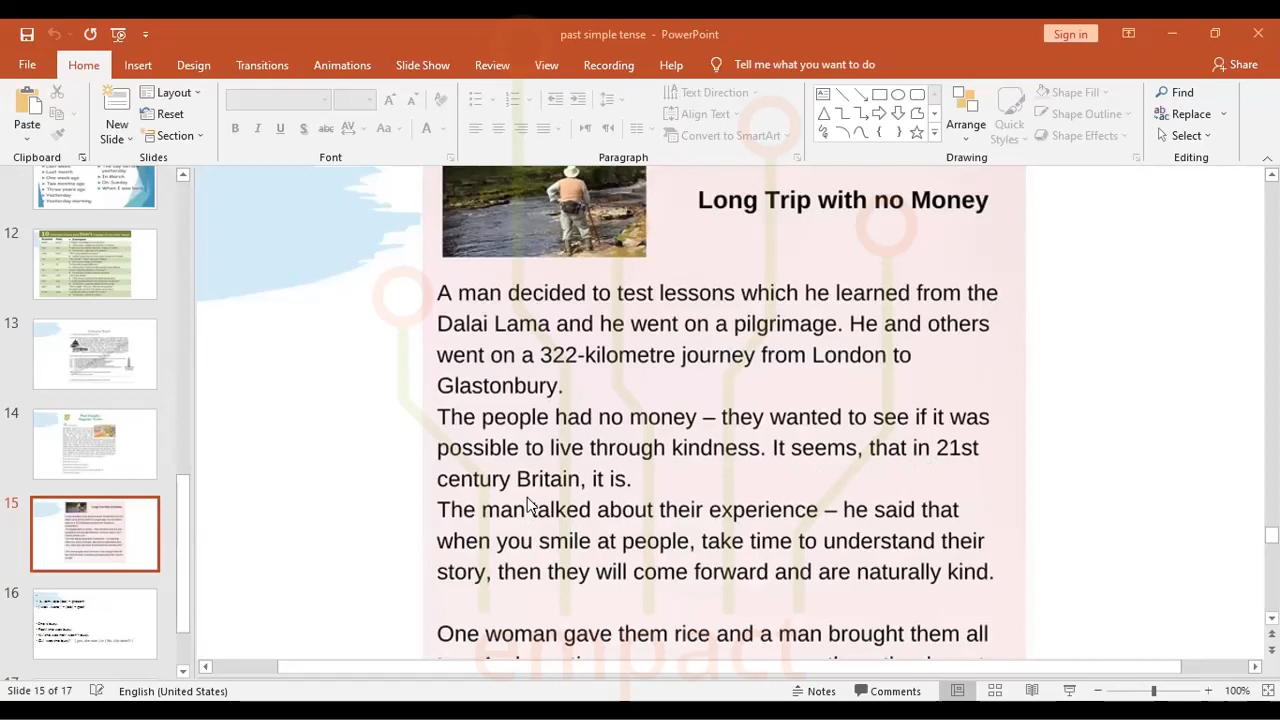 past simple tense - PowerPoint
Sign in
File Home Insert Design Transitions Animations Slide Show Review View Recording Help Tell me what you want to do Share
Paste
New
Slide
Layout
Reset
Section
Text Direction
Align Text
Convert to SmartArt
Arrange
Quick
Styles
Shape Fill
Shape Outline
Shape Effects
Find
Replace
Select
Clipboard Slides Font Paragraph Drawing Editing
12
13
14
15
16
Long Trip with no Money
A man decided to test lessons which he learned from the
Dalai Lama and he went on a pilgrimage. He and others
went on a 322-kilometre journey from London to
Glastonbury.
The people had no money – they wanted to see if it was
possible to live through kindness. It seems, that in 21st
century Britain, it is.
The man talked about their experience – he said that
when you smile at people, take time to understand their
story, then they will come forward and are naturally kind.
One woman gave them rice and a man brought them all
empact
Slide 15 of 17 English (United States) Notes Comments 100%